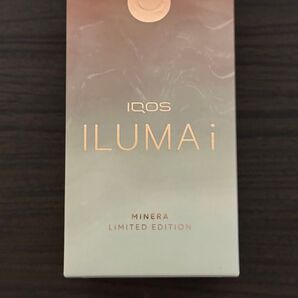 IQOS
ILUMA i
MINERA
LIMITED EDITION